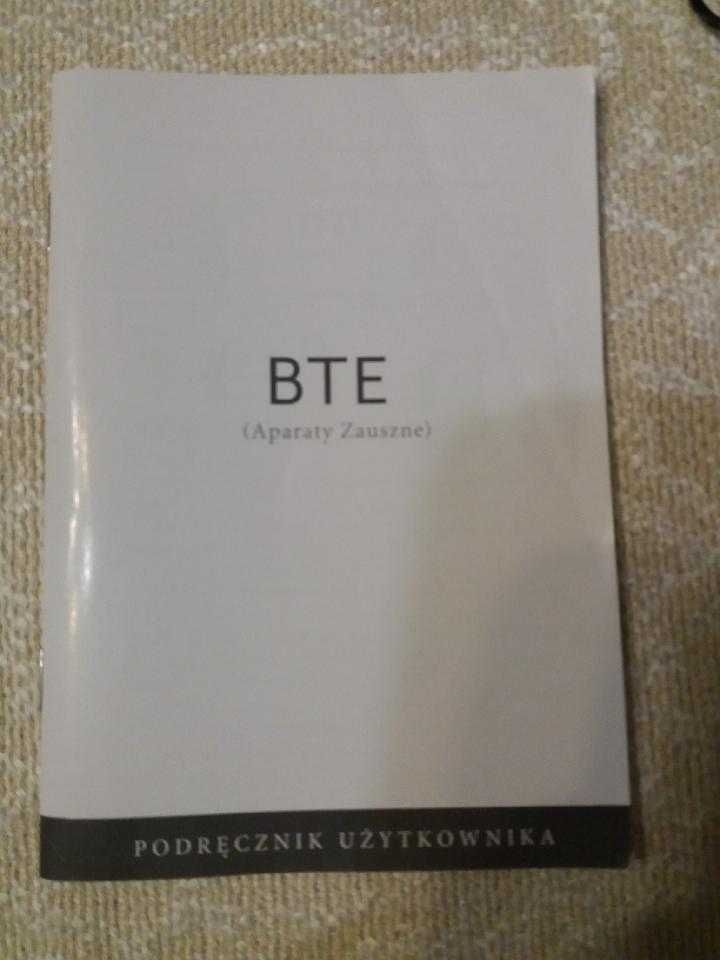 BTE
(Aparaty Zauszne)
PODRĘCZNIK UŻYTKOWNIKA